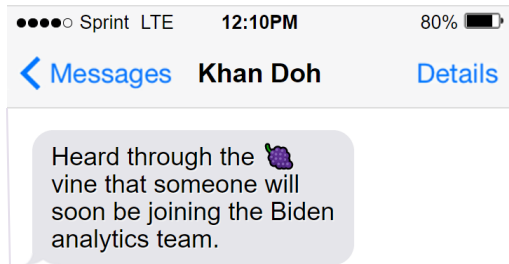 Sprint LTE 12:10PM 80%
Messages Khan Doh Details
Heard through the 🍇
vine that someone will
soon be joining the Biden
analytics team.